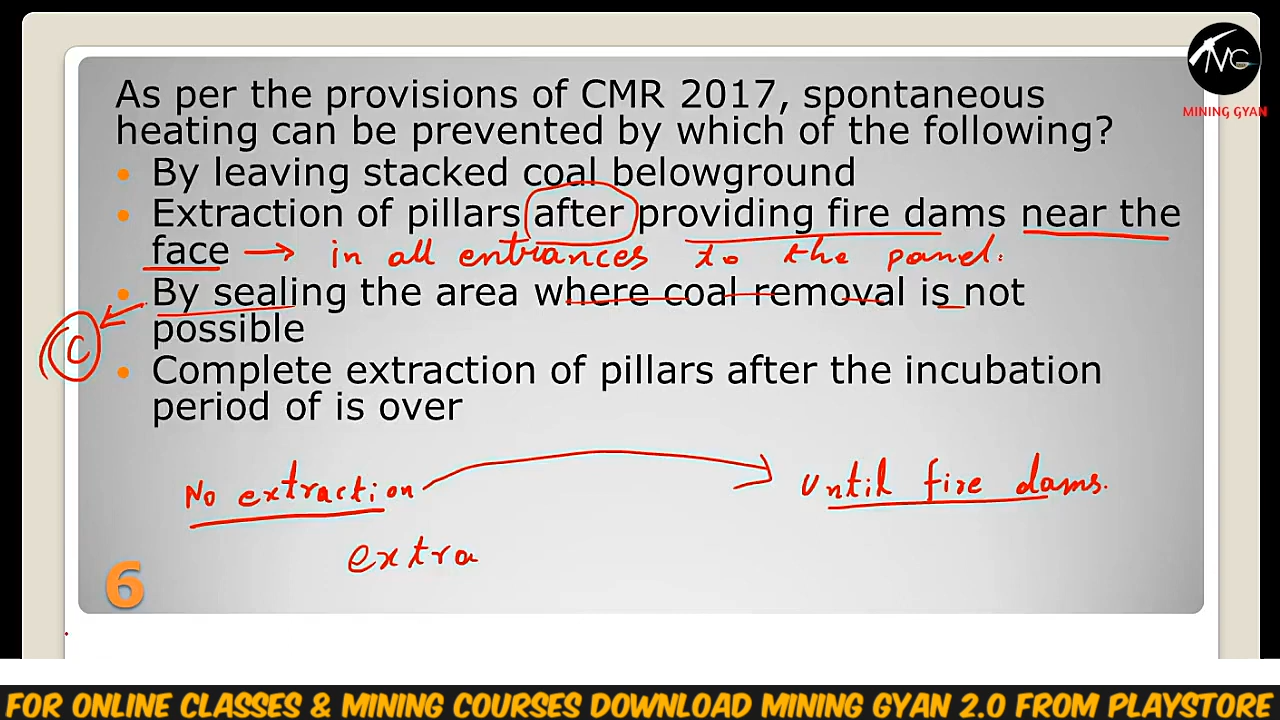 MC
MINING GYAN
As per the provisions of CMR 2017, spontaneous
heating can be prevented by which of the following?
• By leaving stacked coal belowground
• Extraction of pillars after providing fire dams near the
face → in all entrances to the panel.
• By sealing the area where coal removal is not
possible
C
• Complete extraction of pillars after the incubation
period of is over
No extraction until fire dams.
extra
6
FOR ONLINE CLASSES & MINING COURSES DOWNLOAD MINING GYAN 2.0 FROM PLAYSTORE